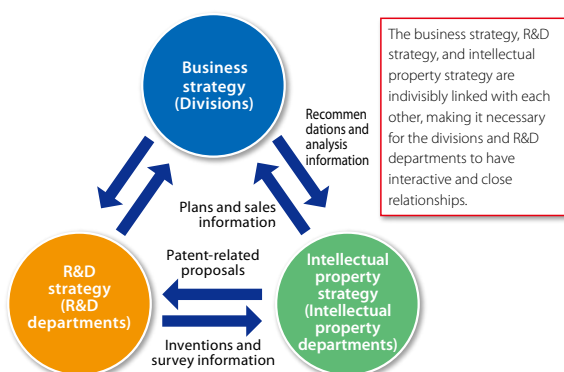 Business
strategy
(Divisions)
The business strategy, R&D
strategy, and intellectual
property strategy are
indivisibly linked with each
other, making it necessary
for the divisions and R&D
departments to have
interactive and close
relationships.
Recommen
dations and
analysis
information
Plans and sales
information
Patent-related
proposals
R&D
strategy
(R&D
departments)
Intellectual
property
strategy
(Intellectual
property
departments)
Inventions and
survey information